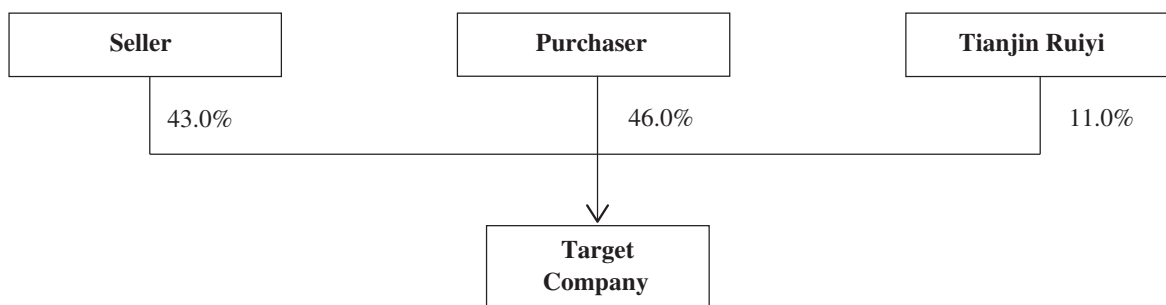 Seller
Purchaser
Tianjin Ruiyi
43.0%
46.0%
11.0%
Target
Company